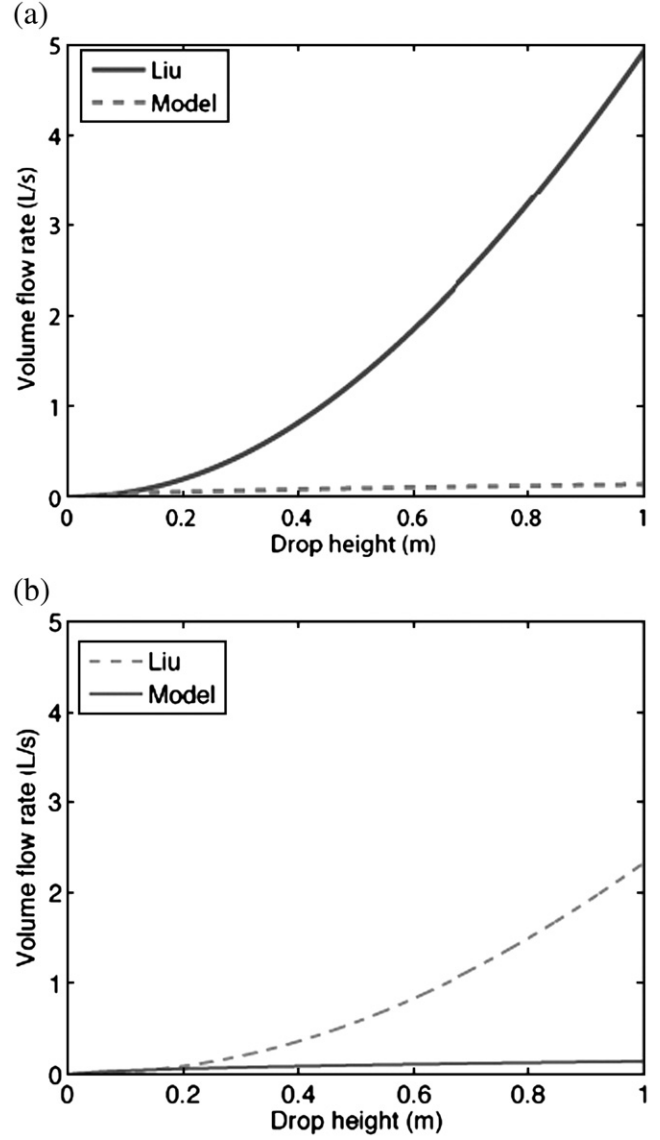 (a)
5
Liu
Model
4
3
2
1
0
Volume flow rate (L/s)
0 0.2 0.4 0.6 0.8 1
Drop height (m)
(b)
5
Liu
Model
4
3
2
1
0
Volume flow rate (L/s)
0 0.2 0.4 0.6 0.8 1
Drop height (m)